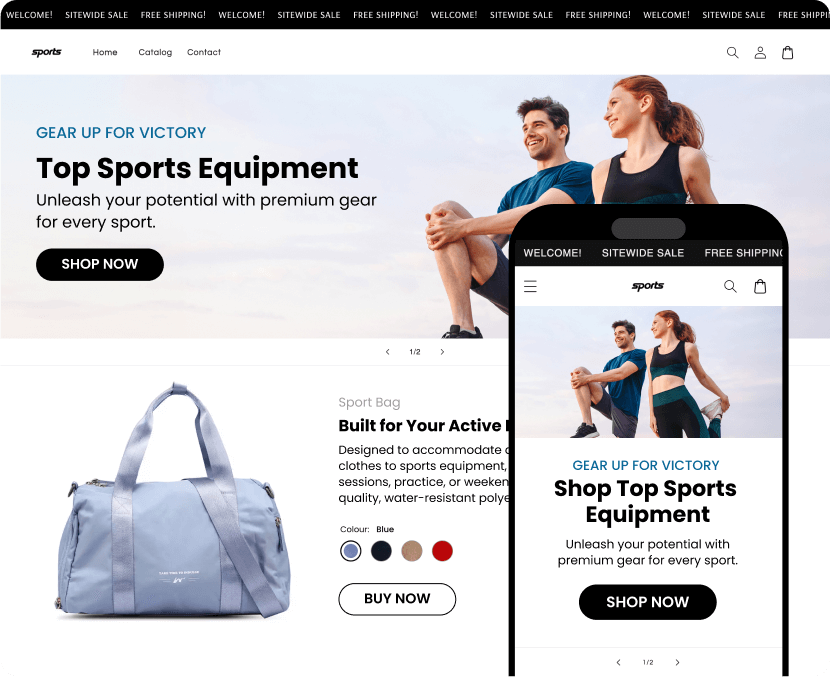 WELCOME! SITEWIDE SALE FREE SHIPPING! WELCOME! SITEWIDE SALE FREE SHIPPING! WELCOME! SITEWIDE SALE FREE SHIPPING! WELCOME! SITEWIDE SALE FREE SHIPPI
sports Home Catalog Contact
GEAR UP FOR VICTORY
Top Sports Equipment
Unleash your potential with premium gear
for every sport.
SHOP NOW
1/2
Sport Bag
Built for Your Active
Designed to accommodate
clothes to sports equipment,
sessions, practice, or weeken
quality, water-resistant polye
Colour: Blue
BUY NOW
WELCOME! SITEWIDE SALE FREE SHIPPING
sports
GEAR UP FOR VICTORY
Shop Top Sports
Equipment
Unleash your potential with
premium gear for every sport.
SHOP NOW
1/2